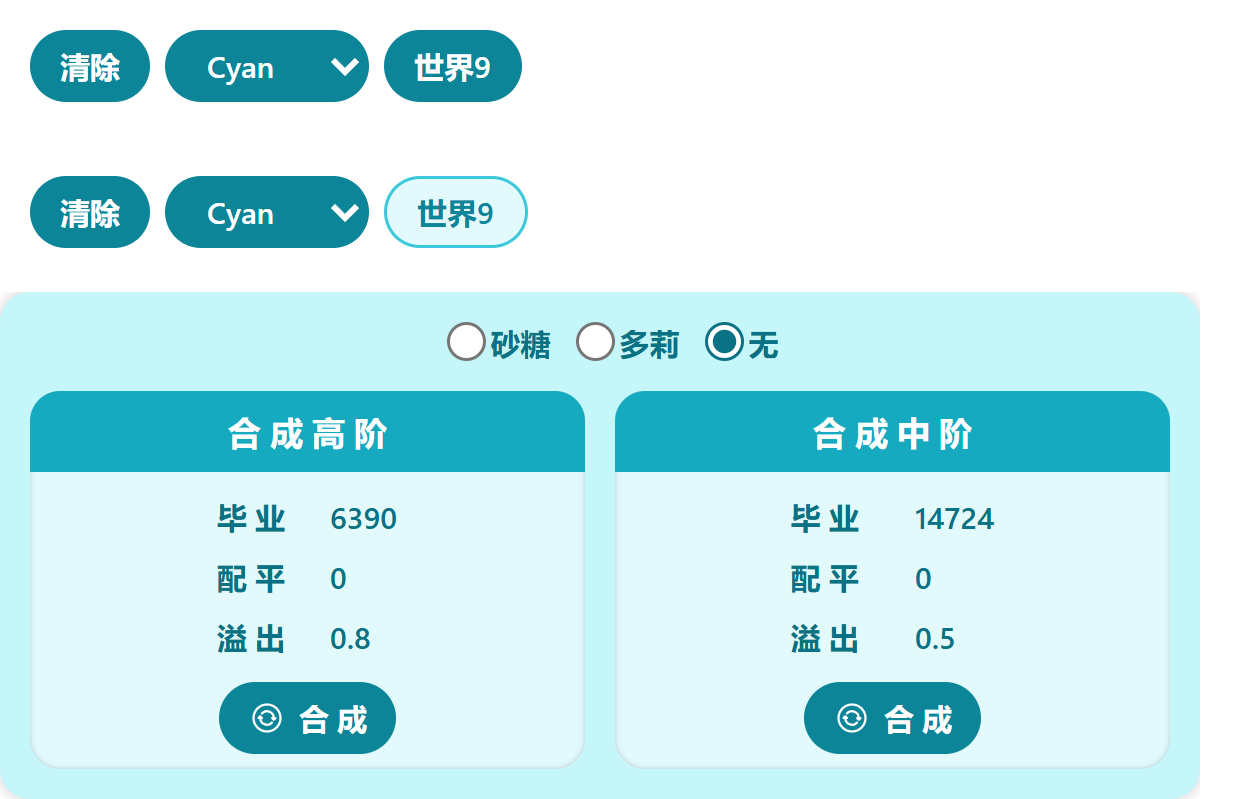 清除 Cyan 世界9
清除 Cyan 世界9
砂糖 多莉 无
合成高阶 合成中阶
毕业 6390 毕业 14724
配平 0 配平 0
溢出 0.8 溢出 0.5
合成 合成